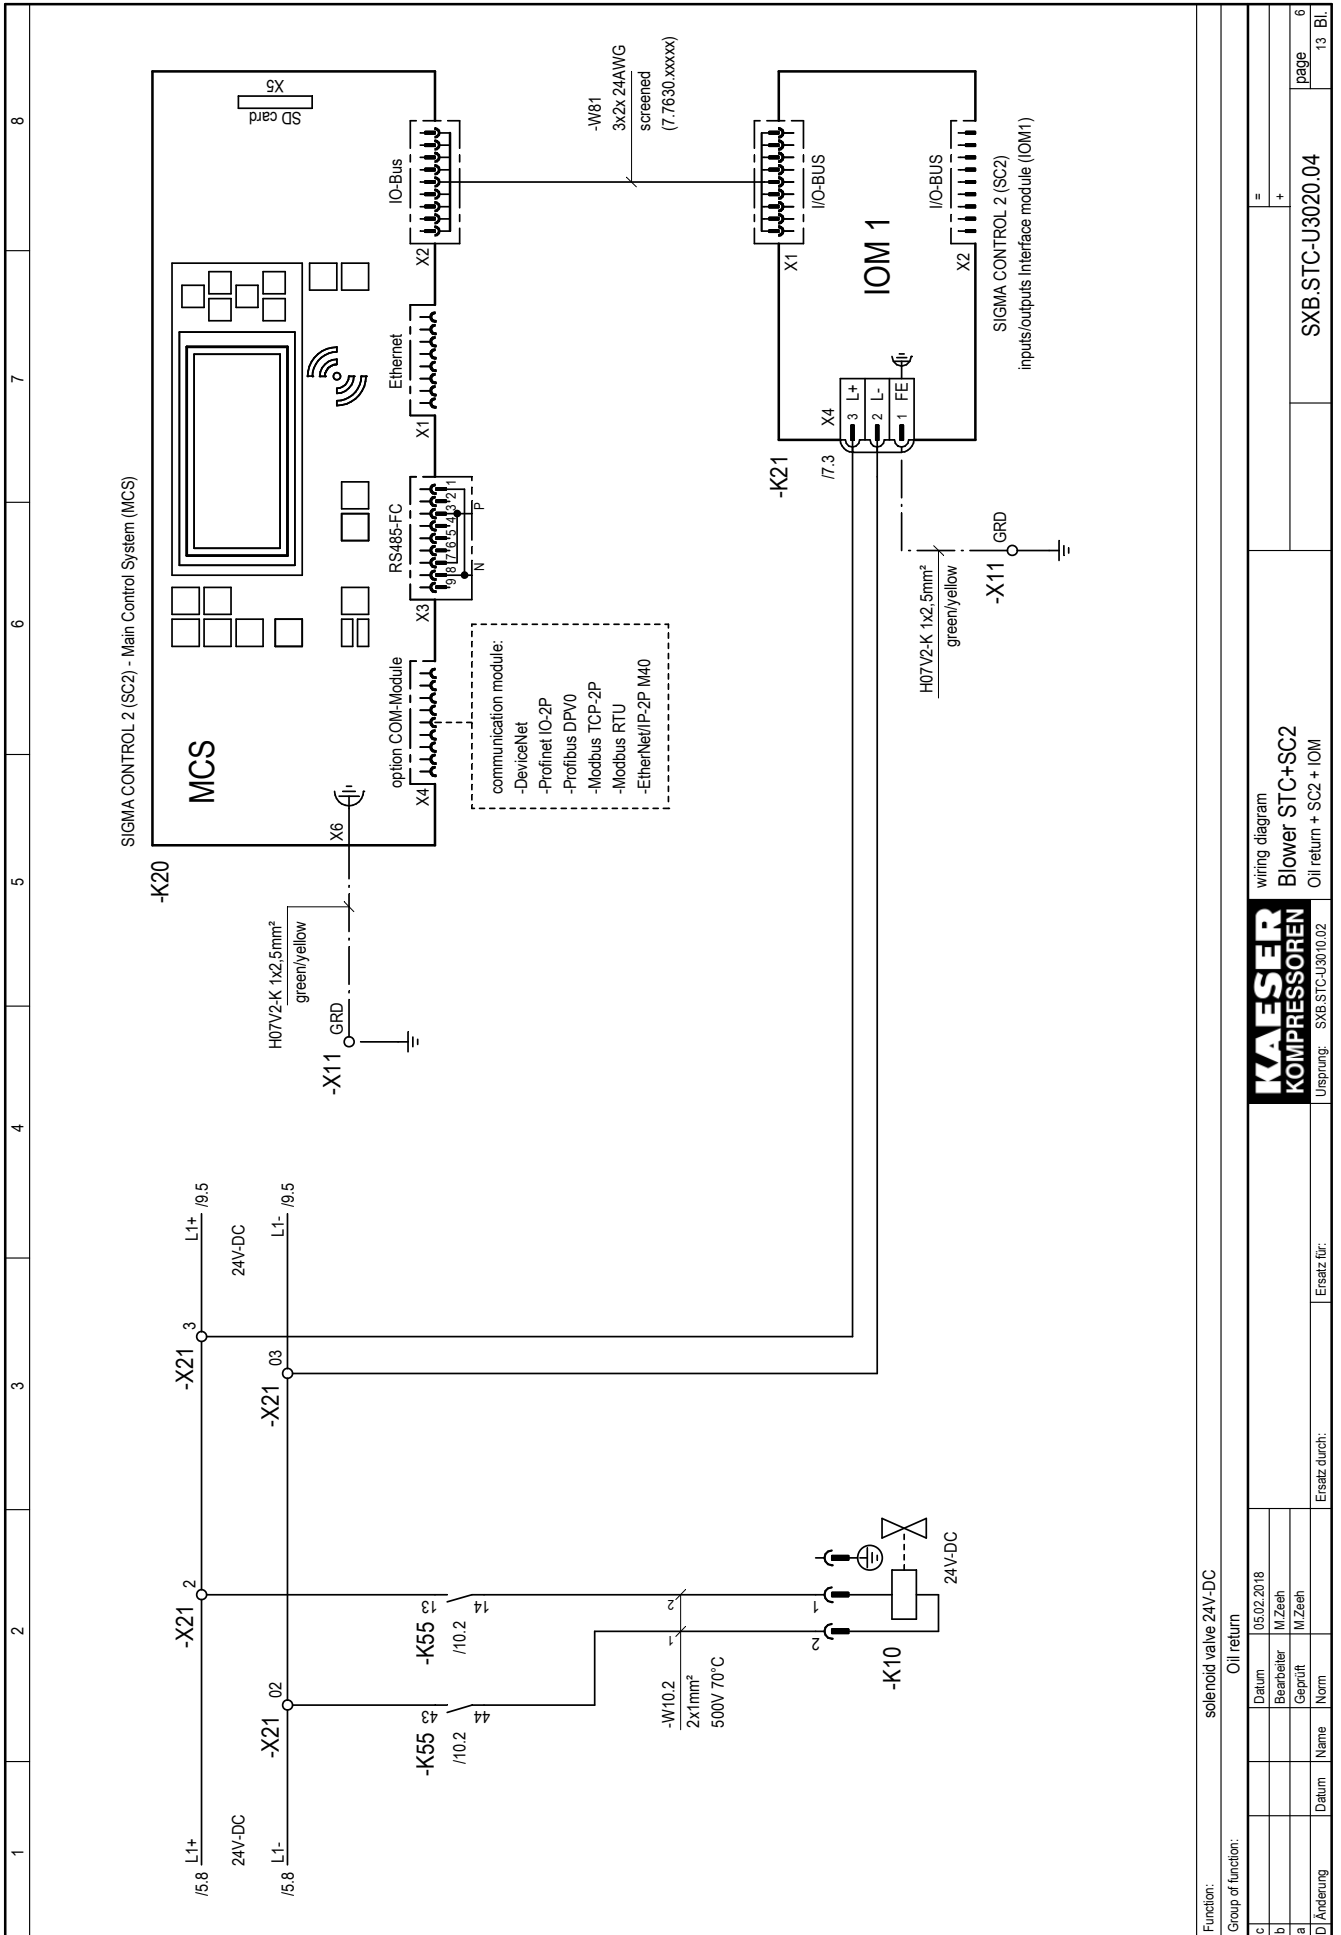 1
2
3
4
5
6
7
8
/5.8
L1+
24V-DC
/5.8
L1-
-X21
02
-X21
2
-X21
3
-X21
03
L1+
/9.5
24V-DC
L1-
/9.5
-K55
43
44
/10.2
-K55
13
14
/10.2
-W10.2
2x1mm²
500V 70°C
1
2
2
1
-K10
24V-DC
SIGMA CONTROL 2 (SC2) - Main Control System (MCS)
-K20
MCS
SD card
X5
H07V2-K 1x2,5mm²
green/yellow
-X11
GRD
X6
X4
option COM-Module
X3
RS485-FC
9 8 7 6 5 4 3 2 1
N
P
X1
Ethernet
X2
IO-Bus
communication module:
-DeviceNet
-Profinet IO-2P
-Profibus DPV0
-Modbus TCP-2P
-Modbus RTU
-EtherNet/IP-2P M40
-W81
3x2x 24AWG
screened
(7.7630.xxxxx)
-K21
/7.3
X4
3 L+
2 L-
1 FE
X1
I/O-BUS
IOM 1
I/O-BUS
X2
SIGMA CONTROL 2 (SC2)
inputs/outputs Interface module (IOM1)
H07V2-K 1x2,5mm²
green/yellow
-X11
GRD
Function:
solenoid valve 24V-DC
Group of function:
Oil return
c
b
a
D
Änderung
Datum
Name
Datum
05.02.2018
Bearbeiter
M.Zeeh
Geprüft
M.Zeeh
Norm
Ersatz durch:
Ersatz für:
KAESER
KOMPRESSOREN
Ursprung:
SXB.STC-U3010.02
wiring diagram
Blower STC+SC2
Oil return + SC2 + IOM
=
+
SXB.STC-U3020.04
page
6
13 Bl.